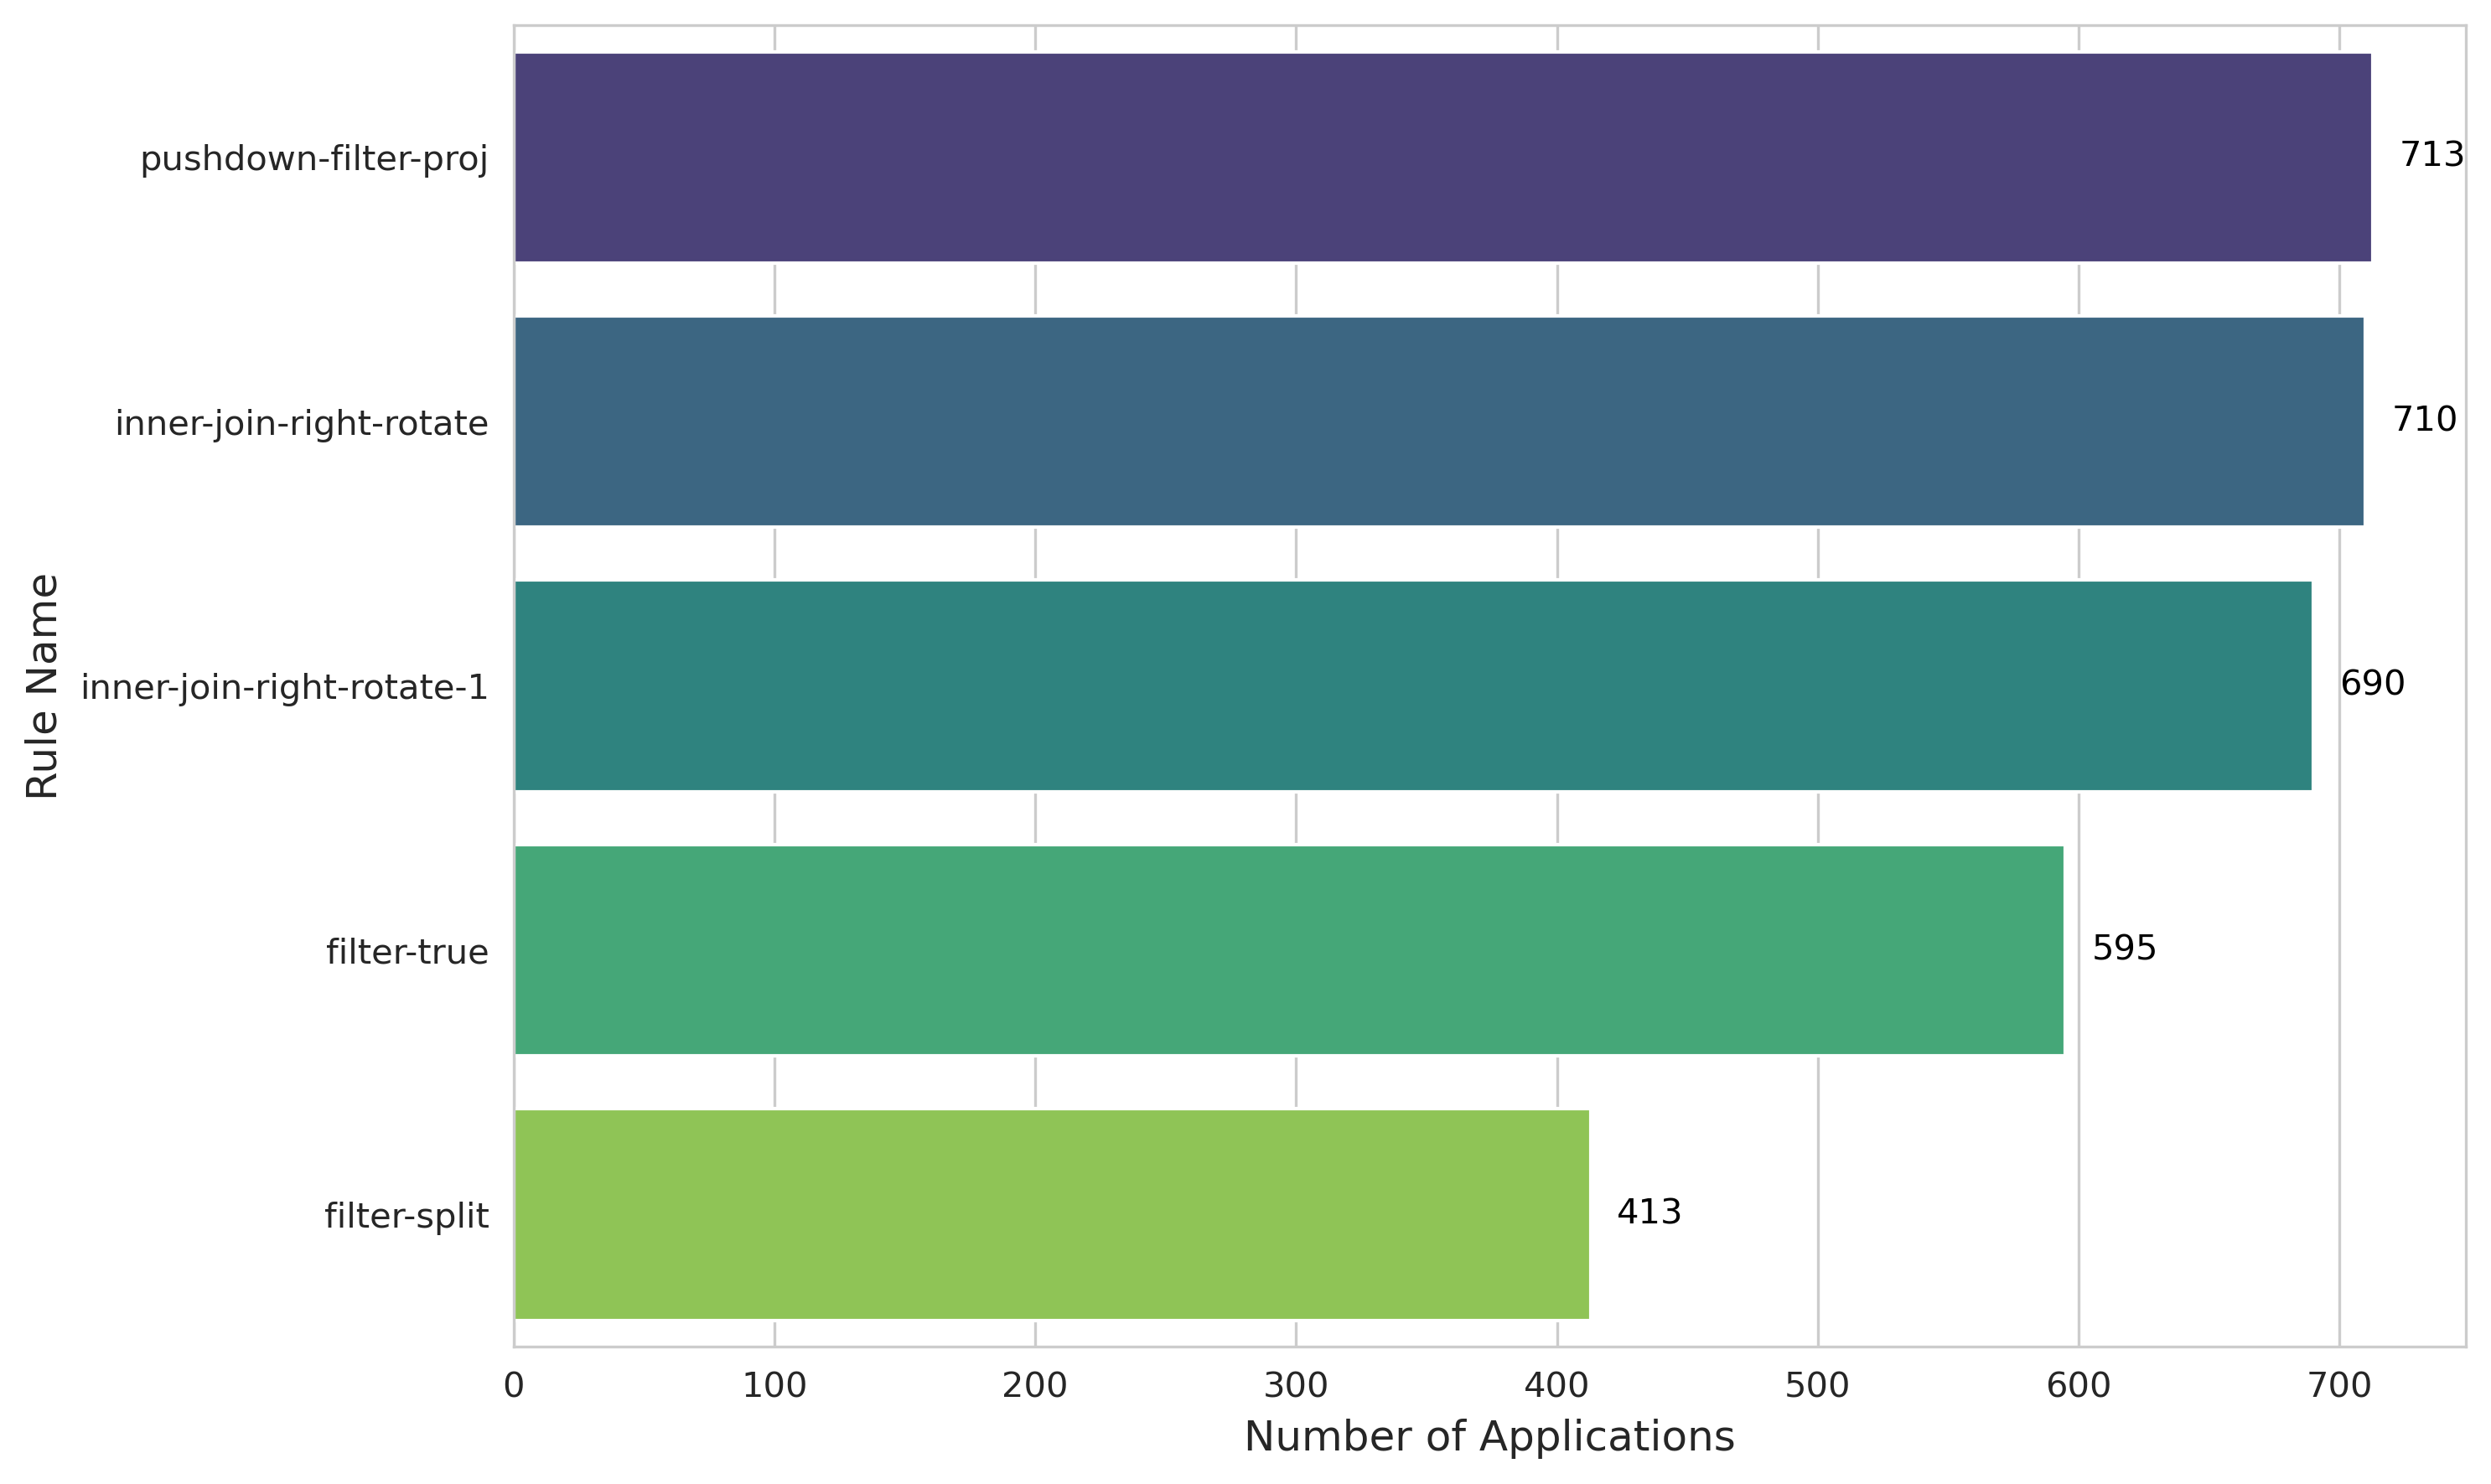 pushdown-filter-proj
713
inner-join-right-rotate
710
inner-join-right-rotate-1
690
filter-true
595
filter-split
413
Rule Name
0 100 200 300 400 500 600 700
Number of Applications